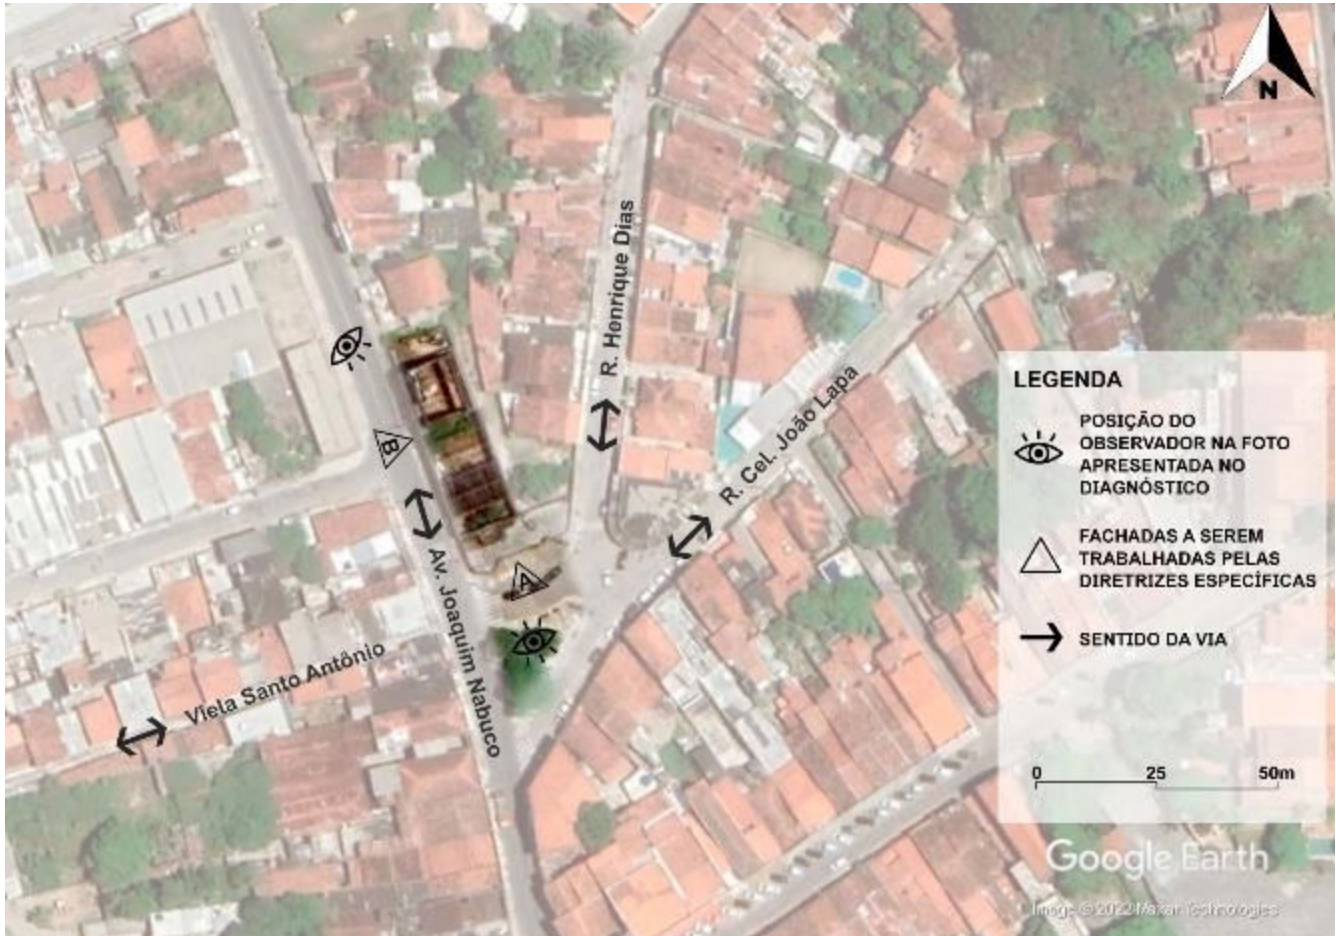 N
R. Henrique Dias
LEGENDA
POSIÇÃO DO
OBSERVADOR NA FOTO
APRESENTADA NO
DIAGNÓSTICO
R. Cel. João Lapa
B
FACHADAS A SEREM
TRABALHADAS PELAS
DIRETRIZES ESPECÍFICAS
A
Av. Joaquim Nabuco
SENTIDO DA VIA
Viela Santo Antônio
0 25 50m
Google Earth
Image © 2022 Maxar Technologies